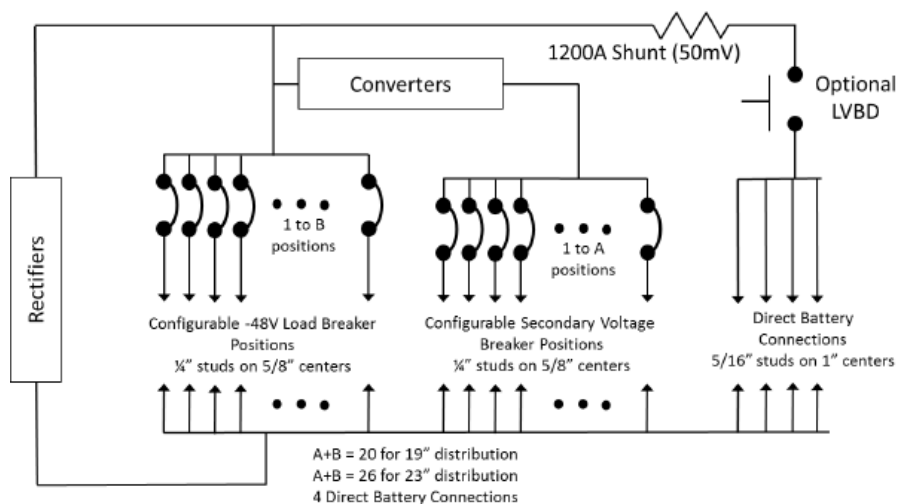 1200A Shunt (50mV)
Converters
Optional
LVBD
Rectifiers
1 to B
positions
1 to A
positions
Configurable -48V Load Breaker
Positions
¼” studs on 5/8” centers
Configurable Secondary Voltage
Breaker Positions
¼” studs on 5/8” centers
Direct Battery
Connections
5/16” studs on 1” centers
A+B = 20 for 19” distribution
A+B = 26 for 23” distribution
4 Direct Battery Connections